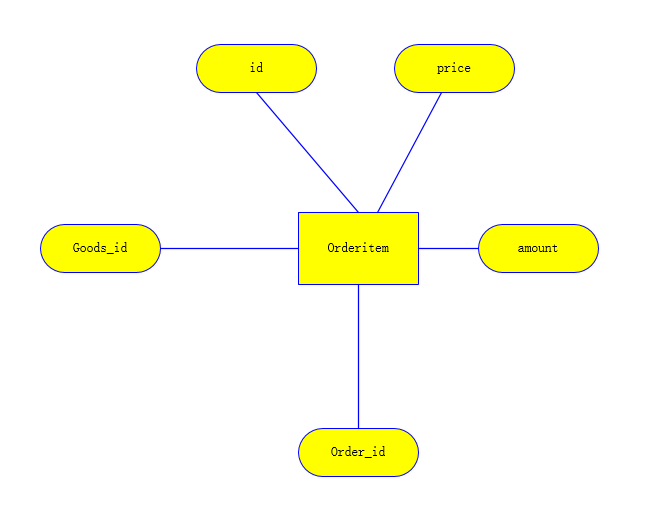 id
price
Goods_id
Orderitem
amount
Order_id